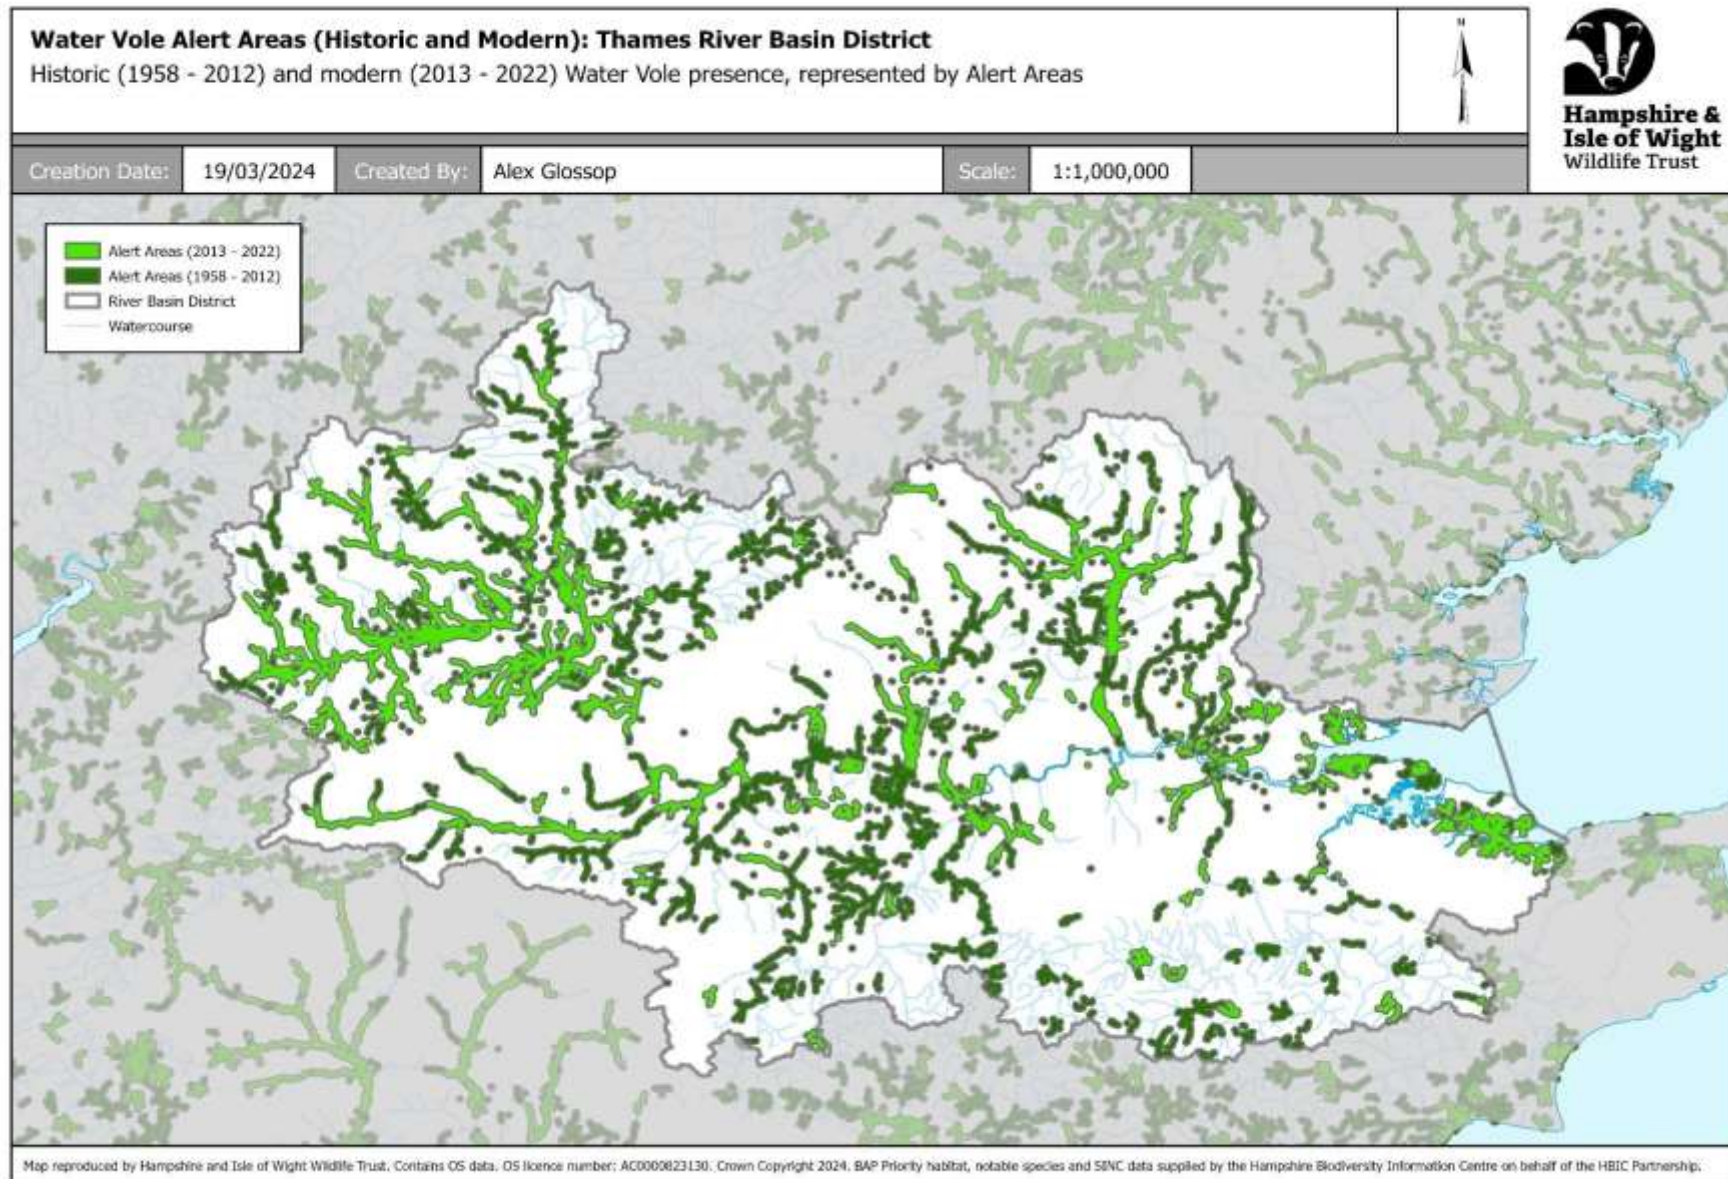 Water Vole Alert Areas (Historic and Modern): Thames River Basin District
Historic (1958 - 2012) and modern (2013 - 2022) Water Vole presence, represented by Alert Areas
N
Hampshire &
Isle of Wight
Wildlife Trust
Creation Date: 19/03/2024 Created By: Alex Glossop Scale: 1:1,000,000
Alert Areas (2013 - 2022)
Alert Areas (1958 - 2012)
River Basin District
Watercourse
Map reproduced by Hampshire and Isle of Wight Wildlife Trust. Contains OS data. OS licence number: AC0000823130. Crown Copyright 2024. BAP Priority habitat, notable species and SINC data supplied by the Hampshire Biodiversity Information Centre on behalf of the HBIC Partnership.